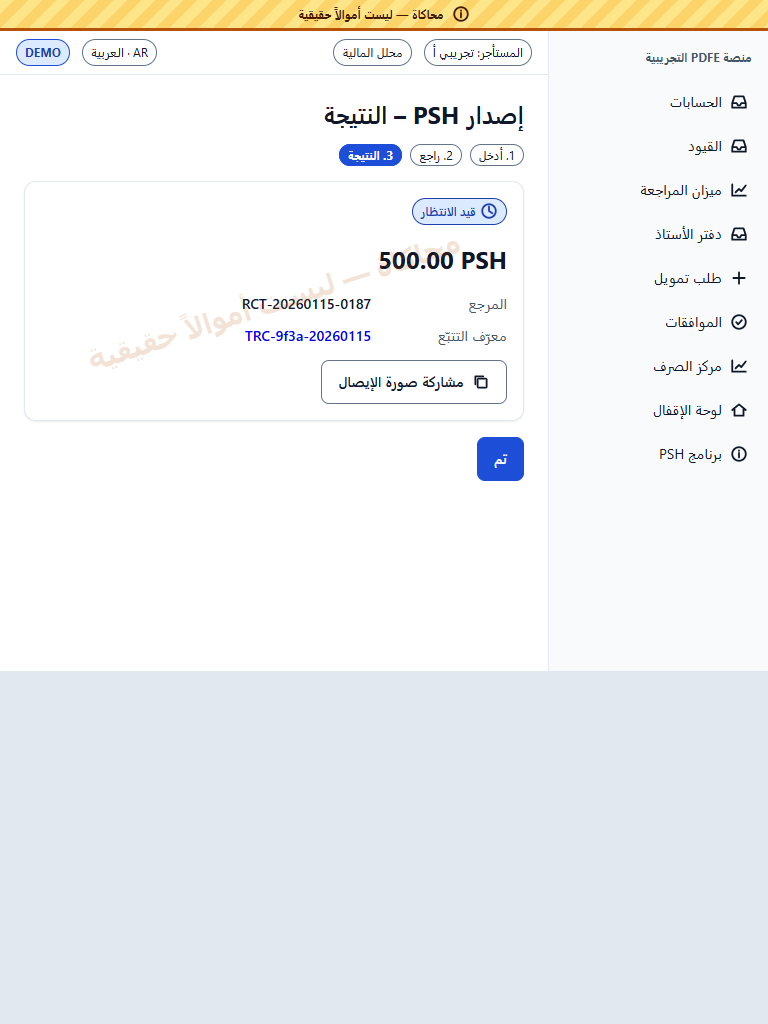 محاكاة — ليست أموالاً حقيقية
منصة PDFE التجريبية
الحسابات
القيود
ميزان المراجعة
دفتر الأستاذ
طلب تمويل
الموافقات
مركز الصرف
لوحة الإقفال
برنامج PSH
المستأجر: تجريبي أ
محلل المالية
AR · العربية
DEMO
إصدار PSH – النتيجة
1. أدخل
2. راجع
3. النتيجة
قيد الانتظار
500.00 PSH
المرجع RCT-20260115-0187
معرّف التتبّع TRC-9f3a-20260115
مشاركة صورة الإيصال
محاكاة — ليست أموالاً حقيقية
تم